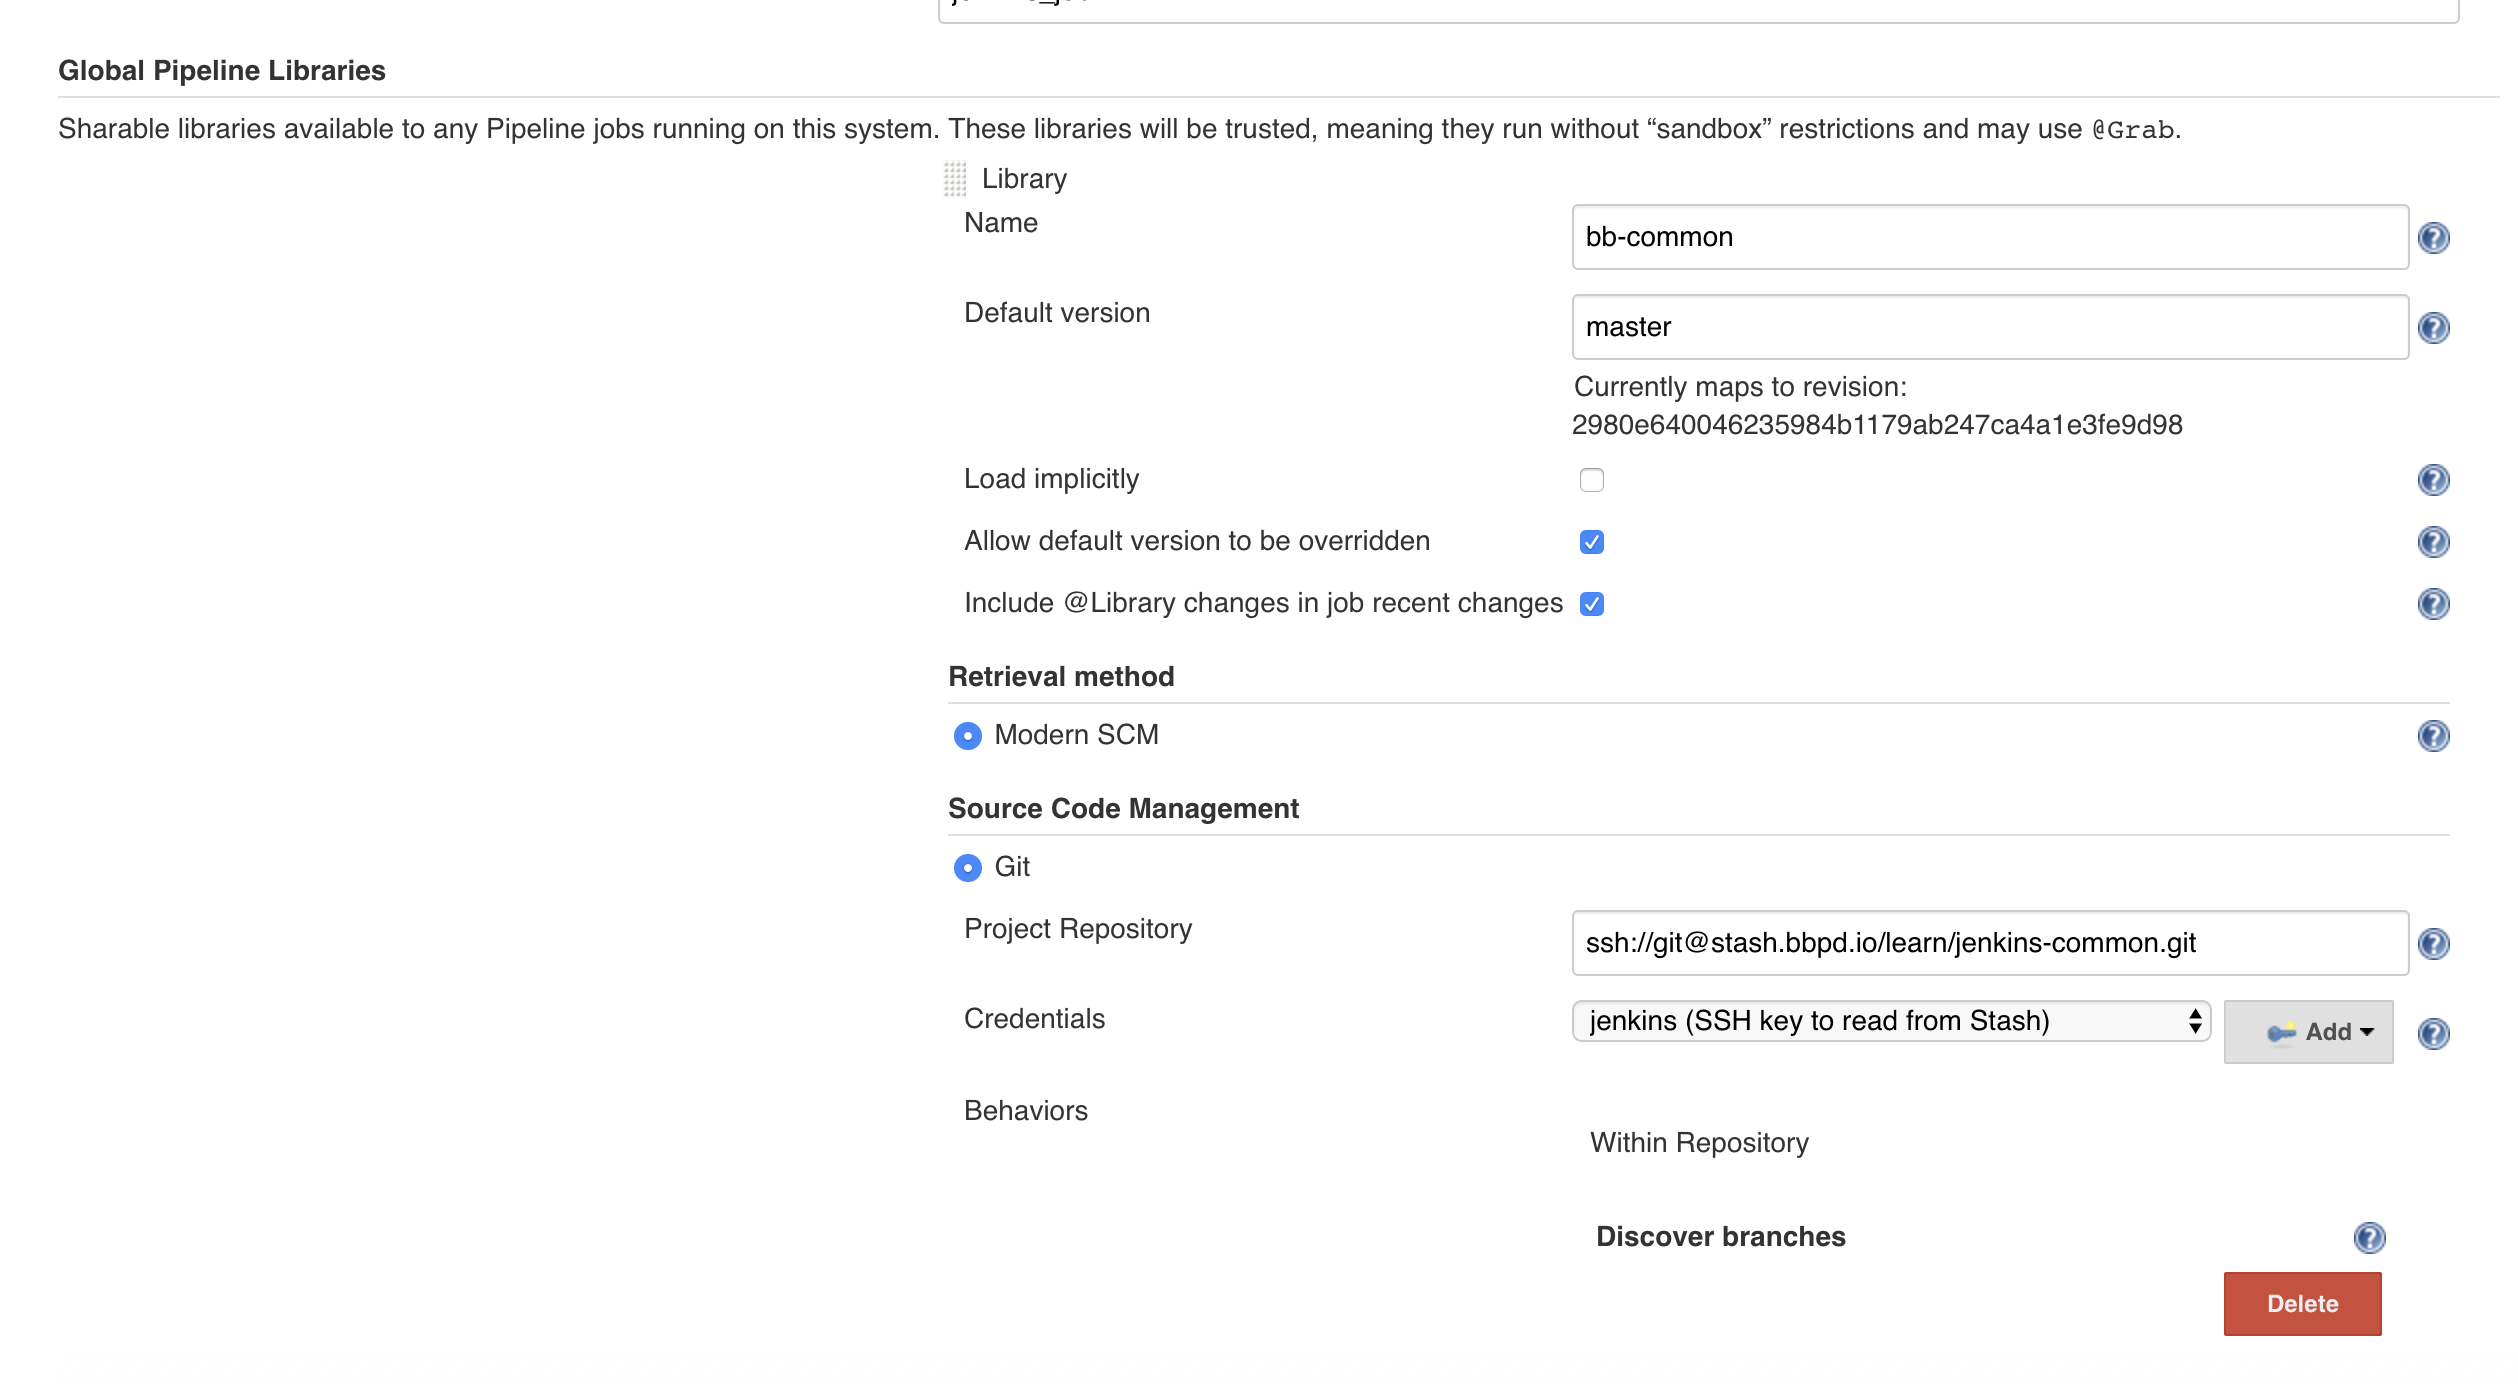 Global Pipeline Libraries
Sharable libraries available to any Pipeline jobs running on this system. These libraries will be trusted, meaning they run without “sandbox” restrictions and may use @Grab.
Library
Name
bb-common
Default version
master
Currently maps to revision:
2980e640046235984b1179ab247ca4a1e3fe9d98
Load implicitly
Allow default version to be overridden
Include @Library changes in job recent changes
Retrieval method
Modern SCM
Source Code Management
Git
Project Repository
ssh://git@stash.bbpd.io/learn/jenkins-common.git
Credentials
jenkins (SSH key to read from Stash)
Add
Behaviors
Within Repository
Discover branches
Delete